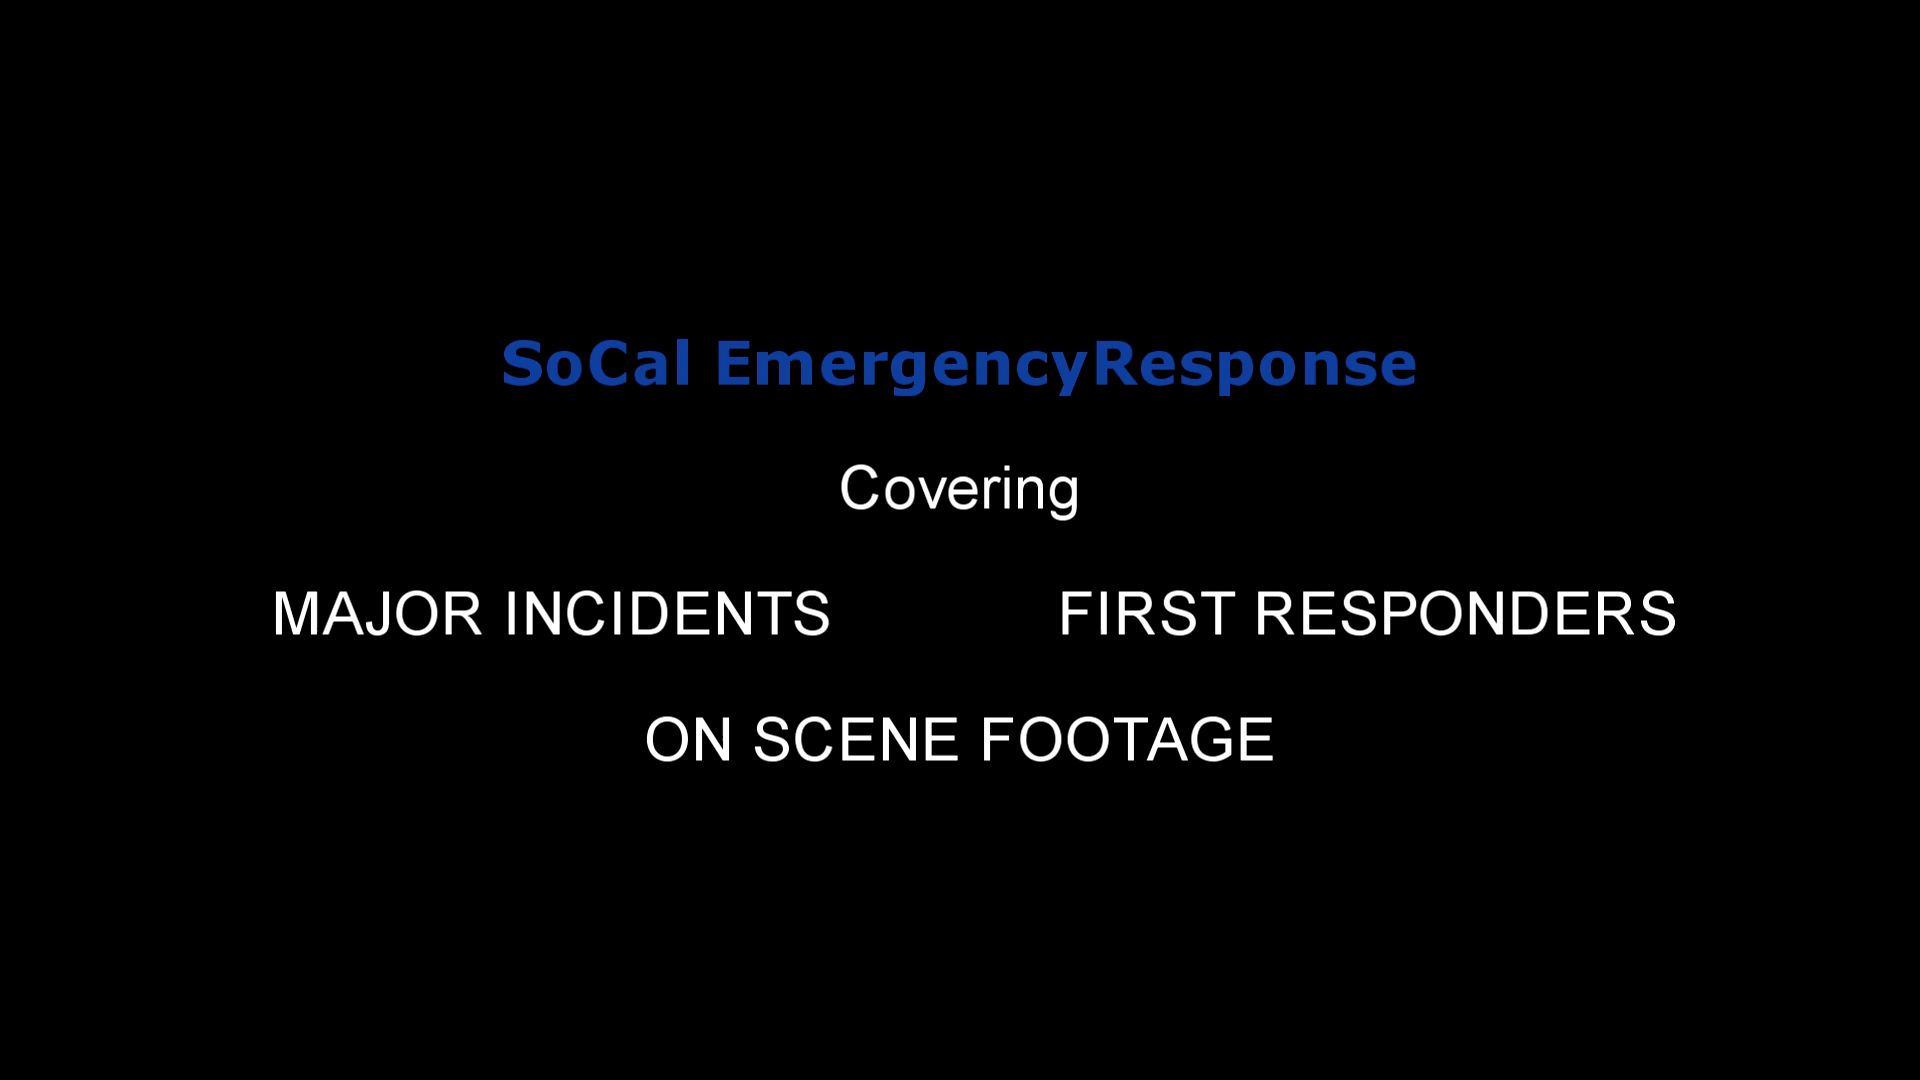 SoCal EmergencyResponse
Covering
MAJOR INCIDENTS FIRST RESPONDERS
ON SCENE FOOTAGE